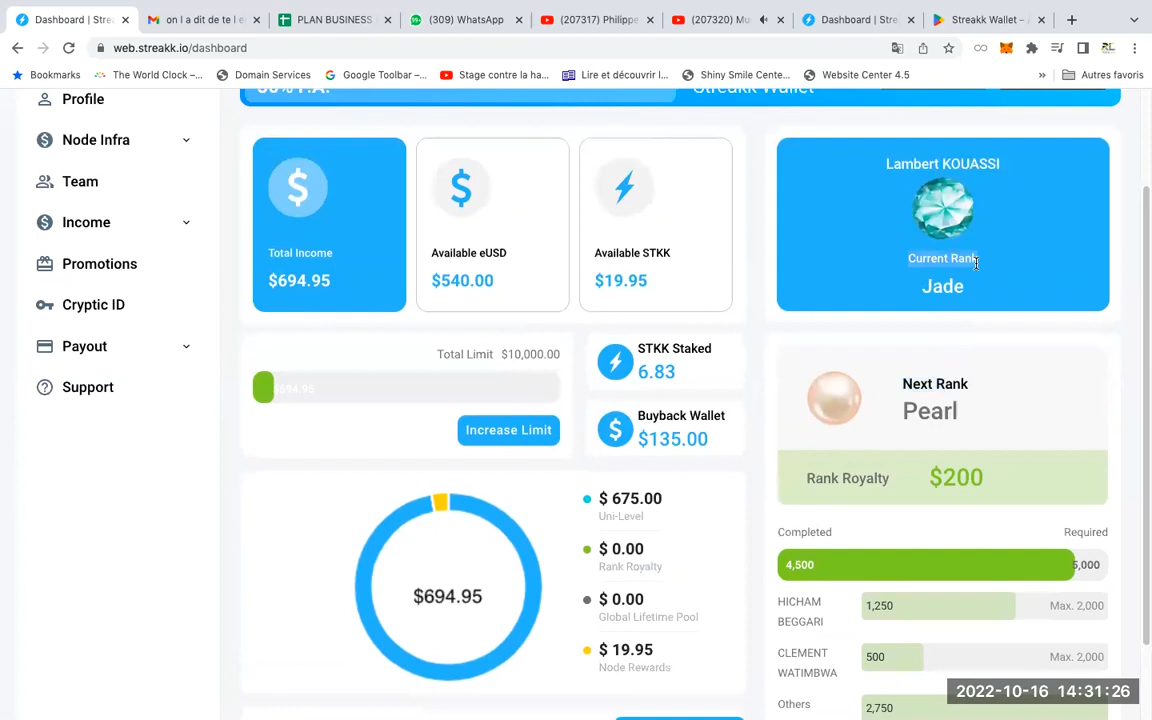 Dashboard | Stre
on l a dit de te l e
PLAN BUSINESS
(309) WhatsApp
(207317) Philippe
(207320) Mu
Dashboard | Stre
Streakk Wallet – 
web.streakk.io/dashboard
Bookmarks
The World Clock –...
Domain Services
Google Toolbar –...
Stage contre la ha...
Lire et découvrir l...
Shiny Smile Cente...
Website Center 4.5
»
Autres favoris
Streakk Wallet
Profile
Node Infra
Team
Income
Promotions
Cryptic ID
Payout
Support
Total Income
$694.95
Available eUSD
$540.00
Available STKK
$19.95
Lambert KOUASSI
Current Rank
Jade
Total Limit $10,000.00
$694.95
Increase Limit
STKK Staked
6.83
Buyback Wallet
$135.00
Next Rank
Pearl
Rank Royalty $200
$694.95
$ 675.00
Uni-Level
$ 0.00
Rank Royalty
$ 0.00
Global Lifetime Pool
$ 19.95
Node Rewards
Completed Required
4,500 5,000
HICHAM
BEGGARI
1,250 Max. 2,000
CLEMENT
WATIMBWA
500 Max. 2,000
Others
2,750
2022-10-16 14:31:26